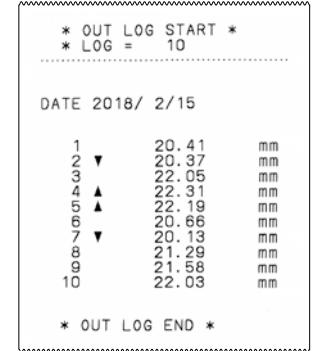 * OUT LOG START *
* LOG = 10
DATE 2018/ 2/15
1 20.41 mm
2 ▼ 20.37 mm
3 22.05 mm
4 ▲ 22.31 mm
5 ▲ 22.19 mm
6 20.66 mm
7 ▼ 20.13 mm
8 21.29 mm
9 21.58 mm
10 22.03 mm
* OUT LOG END *